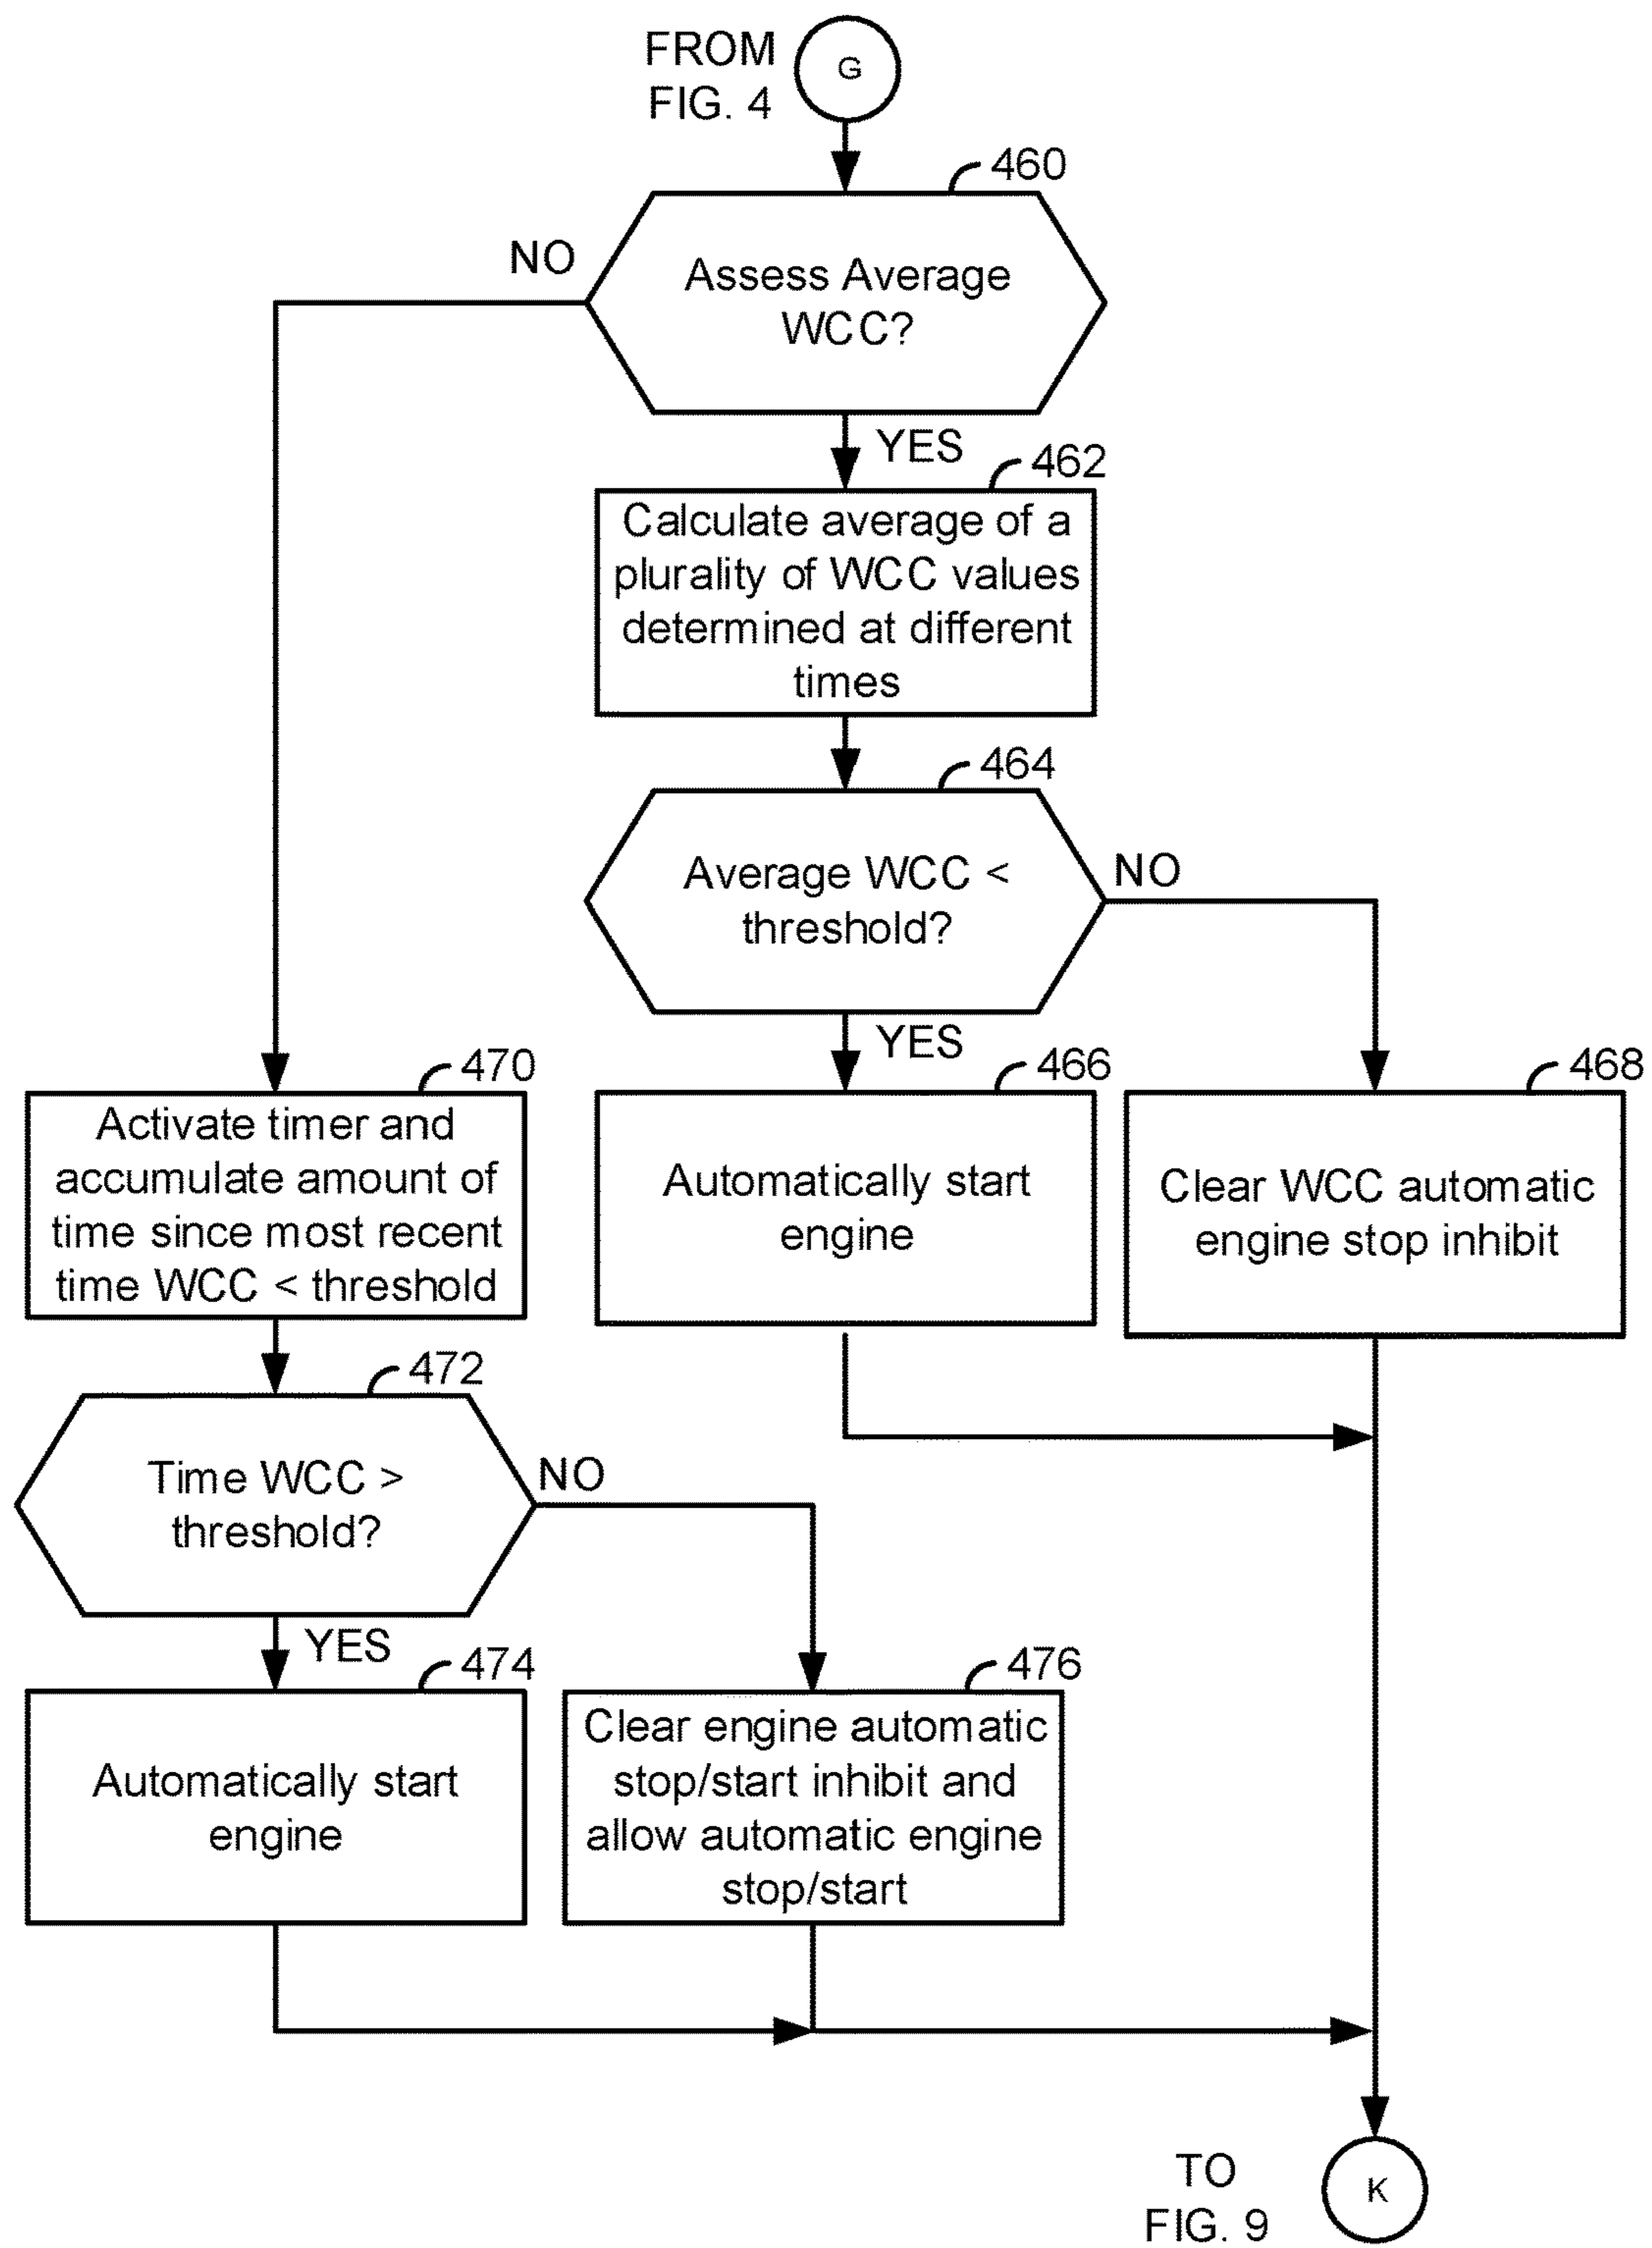 FROM
FIG. 4
G
460
Assess Average
WCC?
NO
YES
462
Calculate average of a
plurality of WCC values
determined at different
times
464
Average WCC <
threshold?
NO
YES
470
Activate timer and
accumulate amount of
time since most recent
time WCC < threshold
466
Automatically start
engine
468
Clear WCC automatic
engine stop inhibit
472
Time WCC >
threshold?
NO
YES
474
Automatically start
engine
476
Clear engine automatic
stop/start inhibit and
allow automatic engine
stop/start
TO
FIG. 9
K